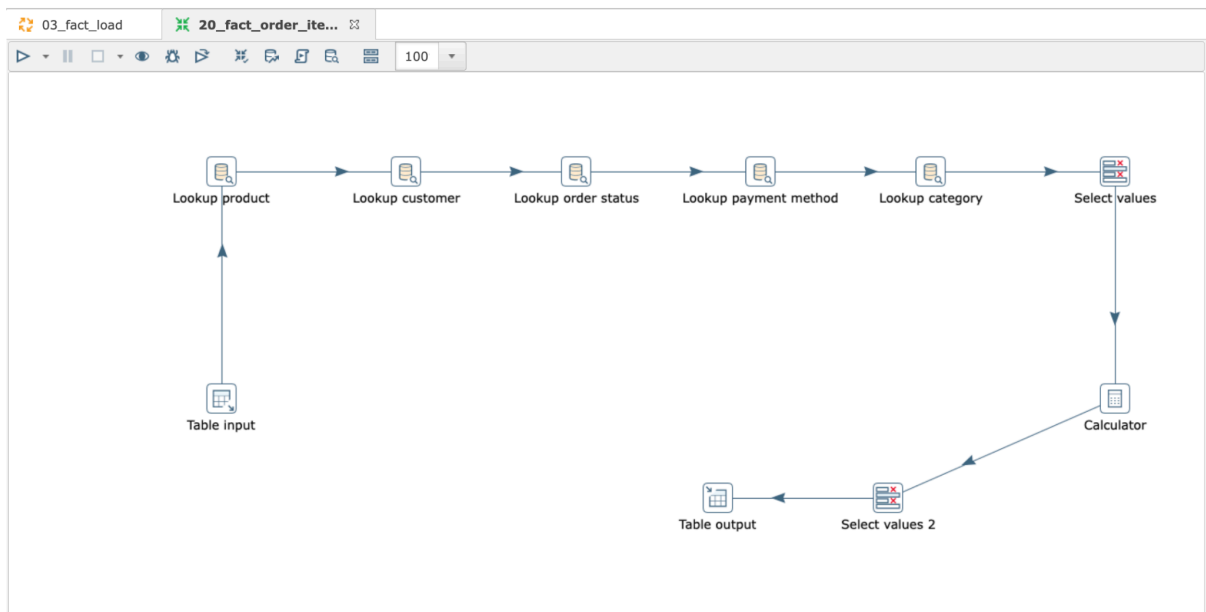 03_fact_load
20_fact_order_ite...
100
Lookup product
Lookup customer
Lookup order status
Lookup payment method
Lookup category
Select values
Table input
Calculator
Table output
Select values 2